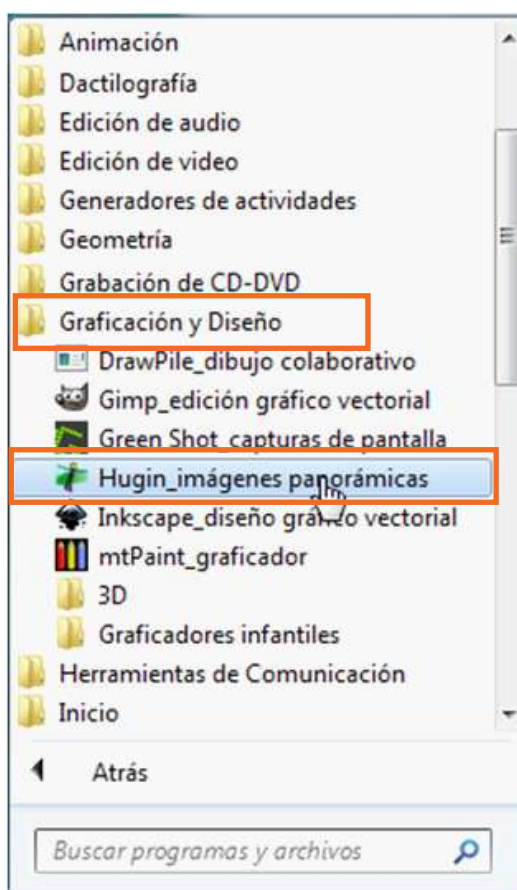 Animación
Dactilografía
Edición de audio
Edición de video
Generadores de actividades
Geometría
Grabación de CD-DVD
Graficación y Diseño
DrawPile_dibujo colaborativo
Gimp_edición gráfico vectorial
Green Shot_capturas de pantalla
Hugin_imágenes panorámicas
Inkscape_diseño gráfico vectorial
mtPaint_graficador
3D
Graficadores infantiles
Herramientas de Comunicación
Inicio
Atrás
Buscar programas y archivos